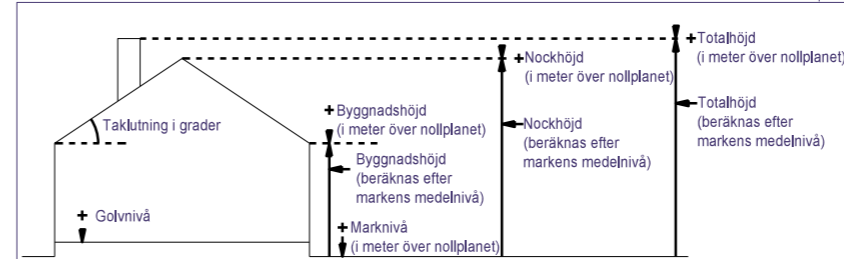 Taklutning i grader
+ Golvnivå
+ Byggnadshöjd
(i meter över nollplanet)
Byggnadshöjd
(beräknas efter
markens medelnivå)
+ Marknivå
(i meter över nollplanet)
+ Nockhöjd
(i meter över nollplanet)
Nockhöjd
(beräknas efter
markens medelnivå)
+ Totalhöjd
(i meter över nollplanet)
Totalhöjd
(beräknas efter
markens medelnivå)